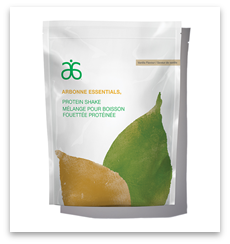 ARBONNE ESSENTIALS®
PROTEIN SHAKE
MÉLANGE POUR BOISSON
FOUETTÉE PROTÉINÉE